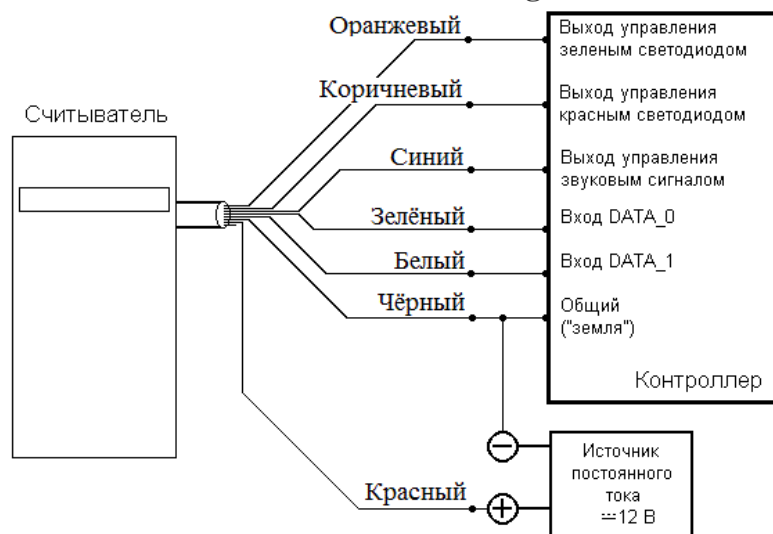 Оранжевый
Выход управления
зеленым светодиодом
Коричневый
Выход управления
красным светодиодом
Считыватель
Синий
Выход управления
звуковым сигналом
Зелёный
Вход DATA_0
Белый
Вход DATA_1
Чёрный
Общий
("земля")
Контроллер
Источник
постоянного
тока
12 В
Красный